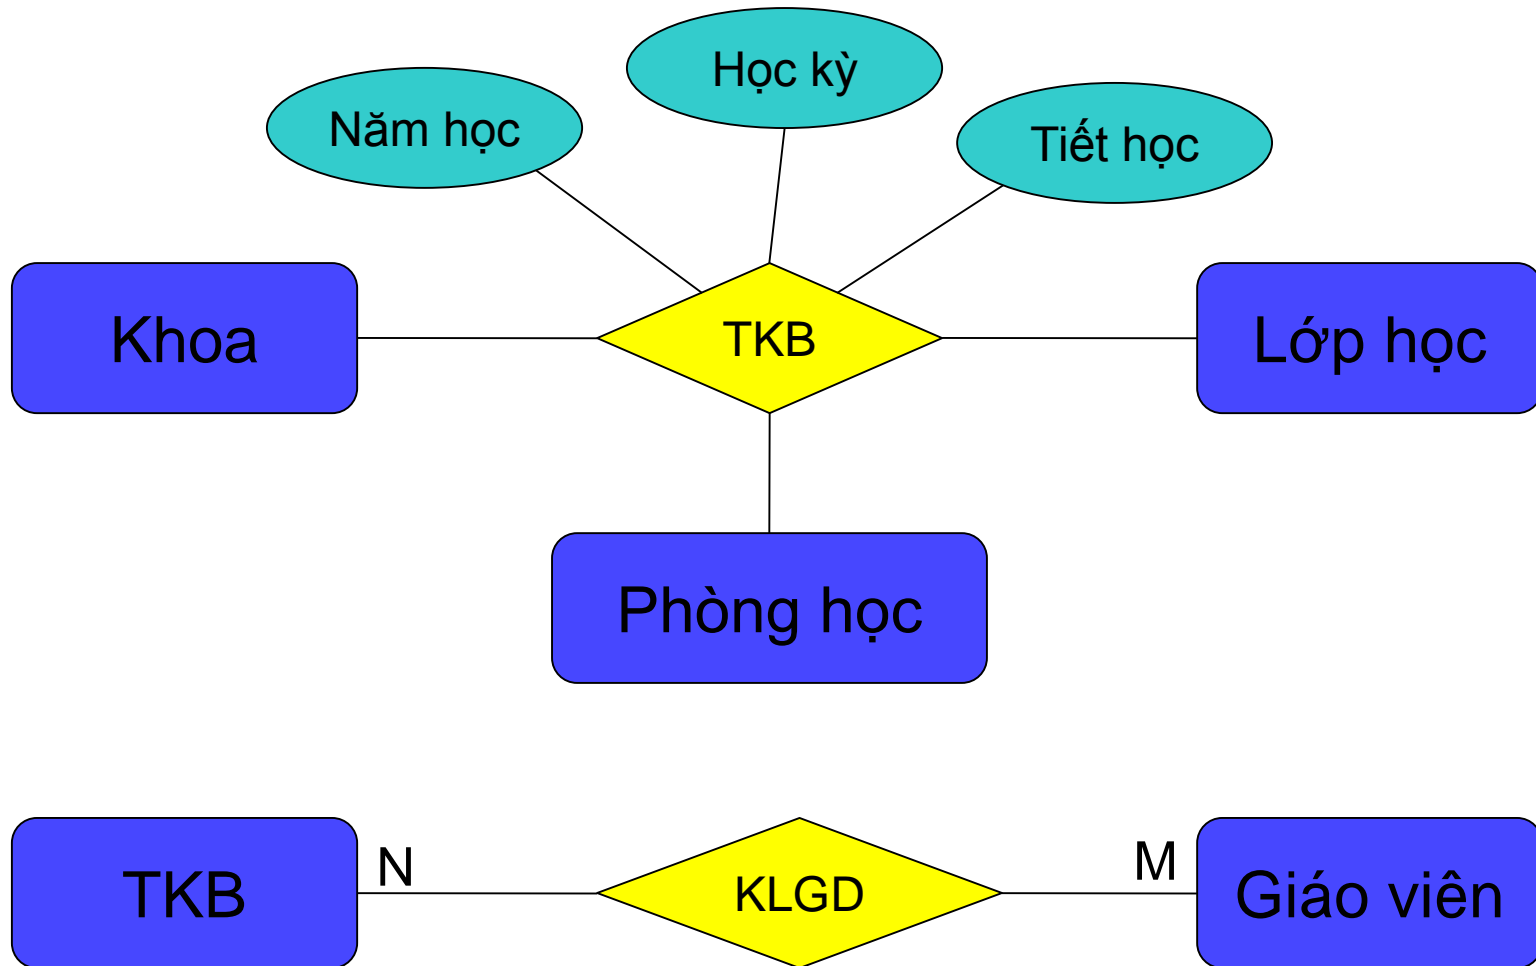 Học kỳ
Năm học
Tiết học
Khoa
TKB
Lớp học
Phòng học
TKB
N
KLGD
M
Giáo viên